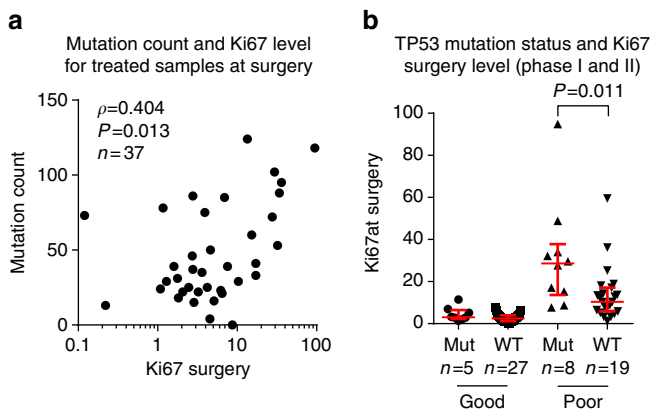 a
Mutation count and Ki67 level
for treated samples at surgery
150
100
50
0
Mutation count
ρ=0.404
P=0.013
n=37
0.1
1
10
100
Ki67 surgery
b
TP53 mutation status and Ki67
surgery level (phase I and II)
P=0.011
100
80
60
40
20
0
Ki67at surgery
Mut WT Mut WT
n=5 n=27 n=8 n=19
Good Poor